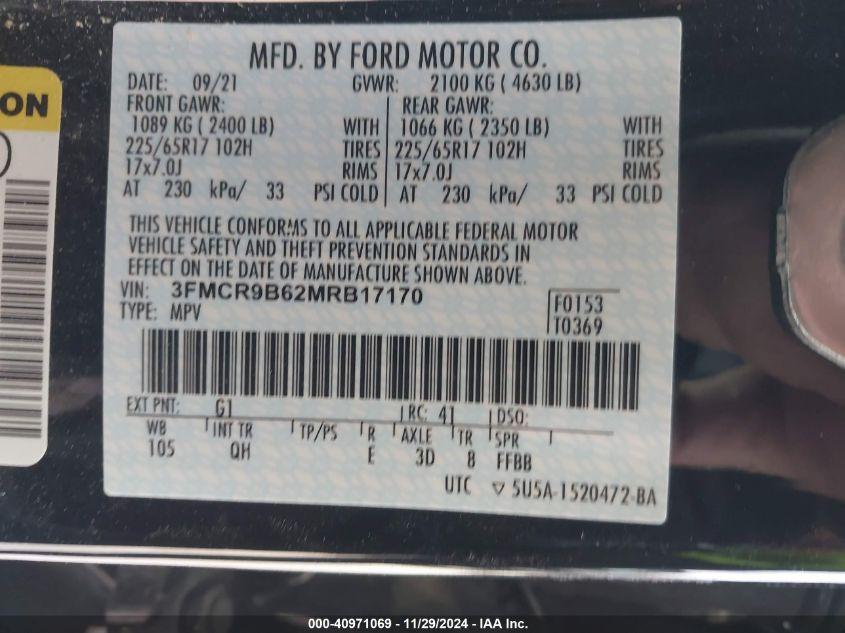 MFD. BY FORD MOTOR CO.
DATE: 09/21 GVWR: 2100 KG ( 4630 LB)
FRONT GAWR: REAR GAWR:
1089 KG ( 2400 LB) WITH 1066 KG ( 2350 LB) WITH
225/65R17 102H TIRES 225/65R17 102H TIRES
17x7.0J RIMS 17x7.0J RIMS
AT 230 kPa/ 33 PSI COLD AT 230 kPa/ 33 PSI COLD
THIS VEHICLE CONFORMS TO ALL APPLICABLE FEDERAL MOTOR
VEHICLE SAFETY AND THEFT PREVENTION STANDARDS IN
EFFECT ON THE DATE OF MANUFACTURE SHOWN ABOVE.
VIN: 3FMCR9B62MRB17170 F0153
TYPE: MPV T0369
EXT PNT: G1 RC: 41 DSO:
WB INT TR TP/PS R AXLE TR SPR
105 QH E 3D 8 FFBB
UTC ▽ 5U5A-1520472-BA
ON
000-40971069 - 11/29/2024 - IAA Inc.